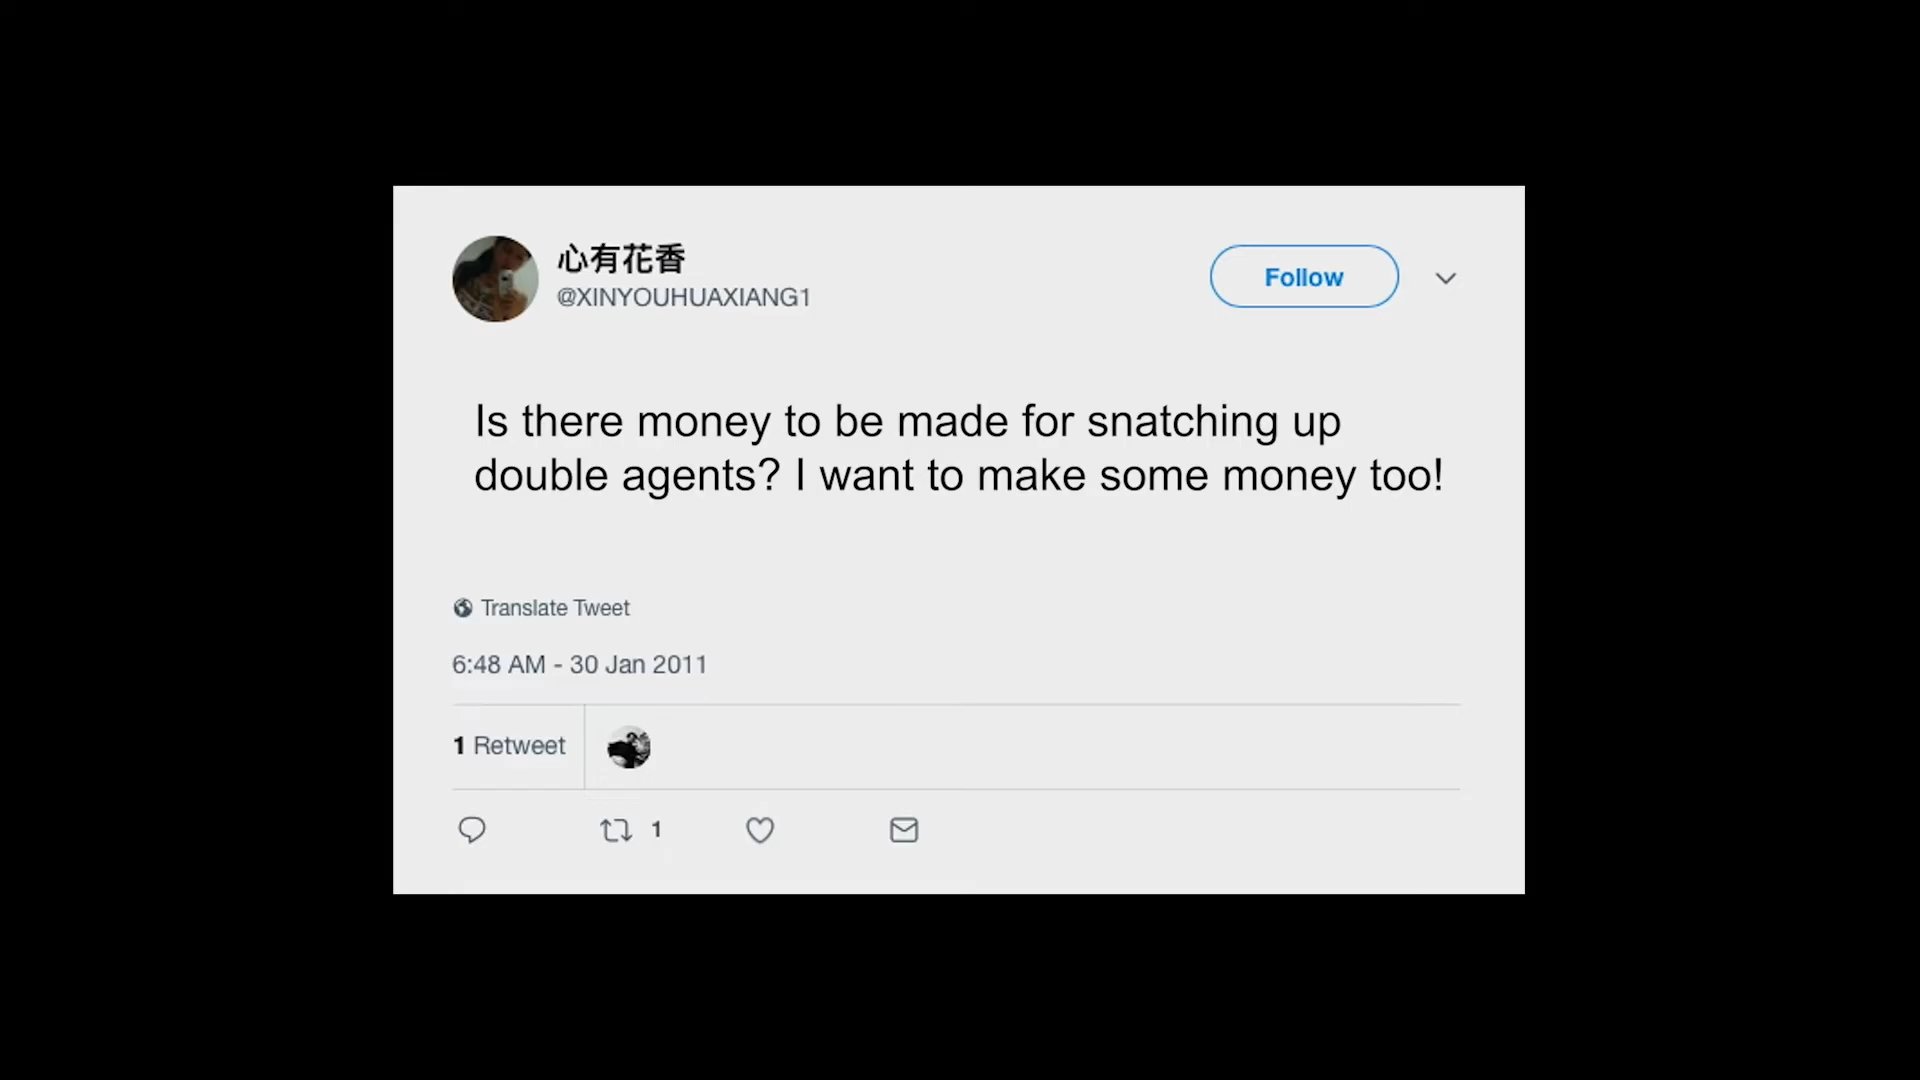 心有花香
@XINYOUHUAXIANG1
Follow
Is there money to be made for snatching up
double agents? I want to make some money too!
Translate Tweet
6:48 AM - 30 Jan 2011
1 Retweet
1